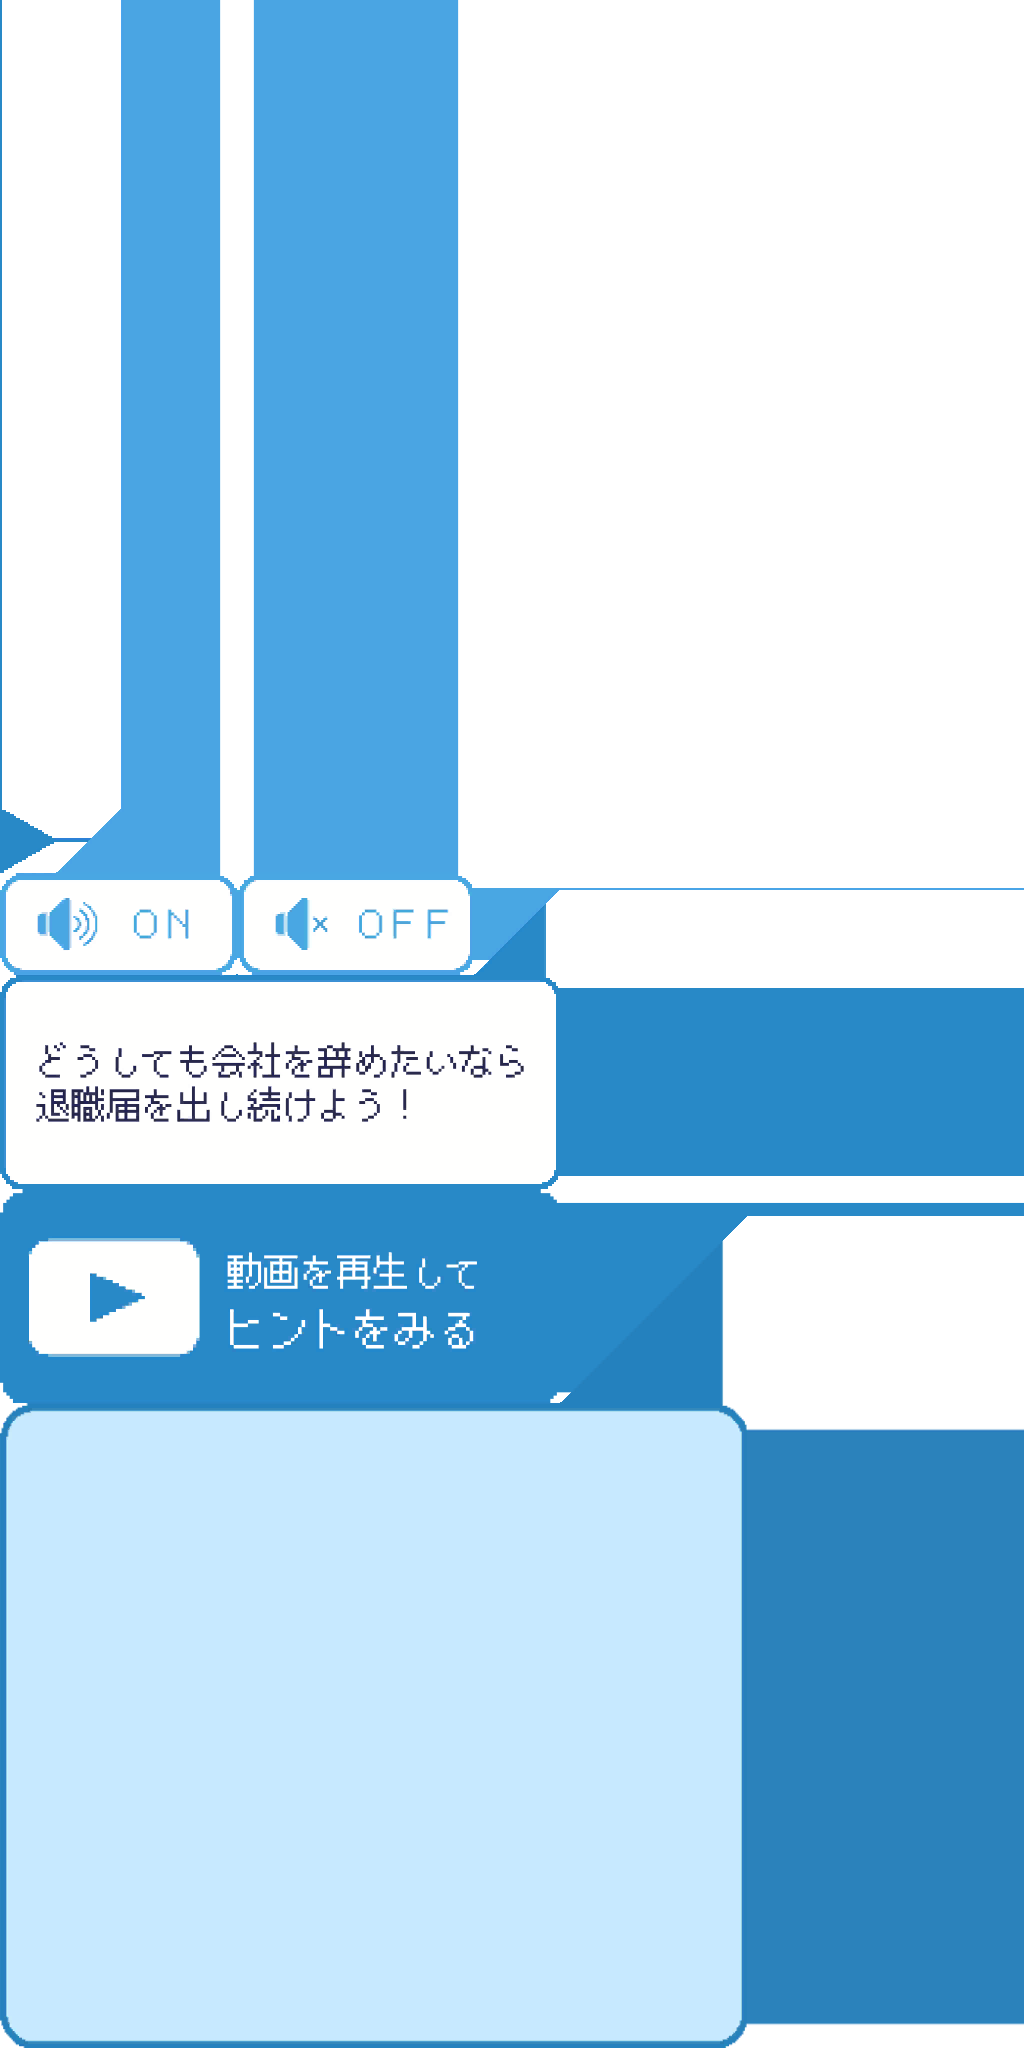 ON
OFF
どうしても会社を辞めたいなら
退職届を出し続けよう！
動画を再生して
ヒントをみる